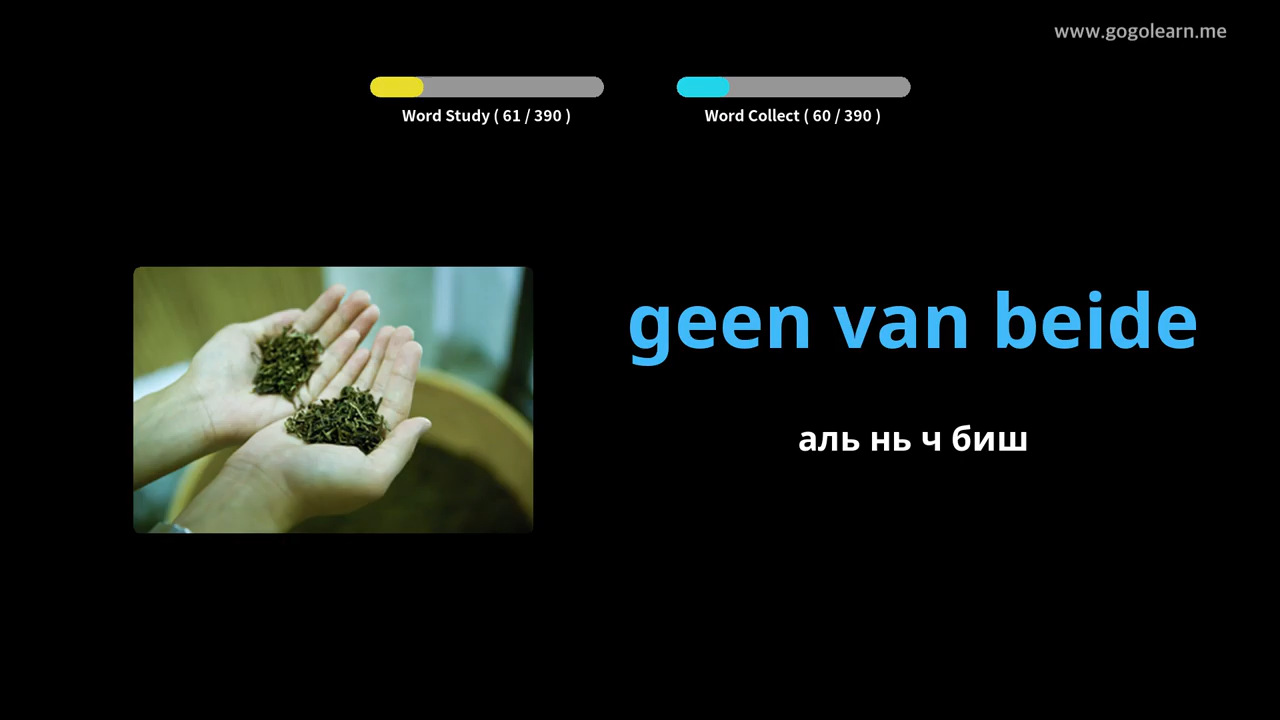 www.gogolearn.me
Word Study ( 61 / 390 )
Word Collect ( 60 / 390 )
geen van beide
аль нь ч биш